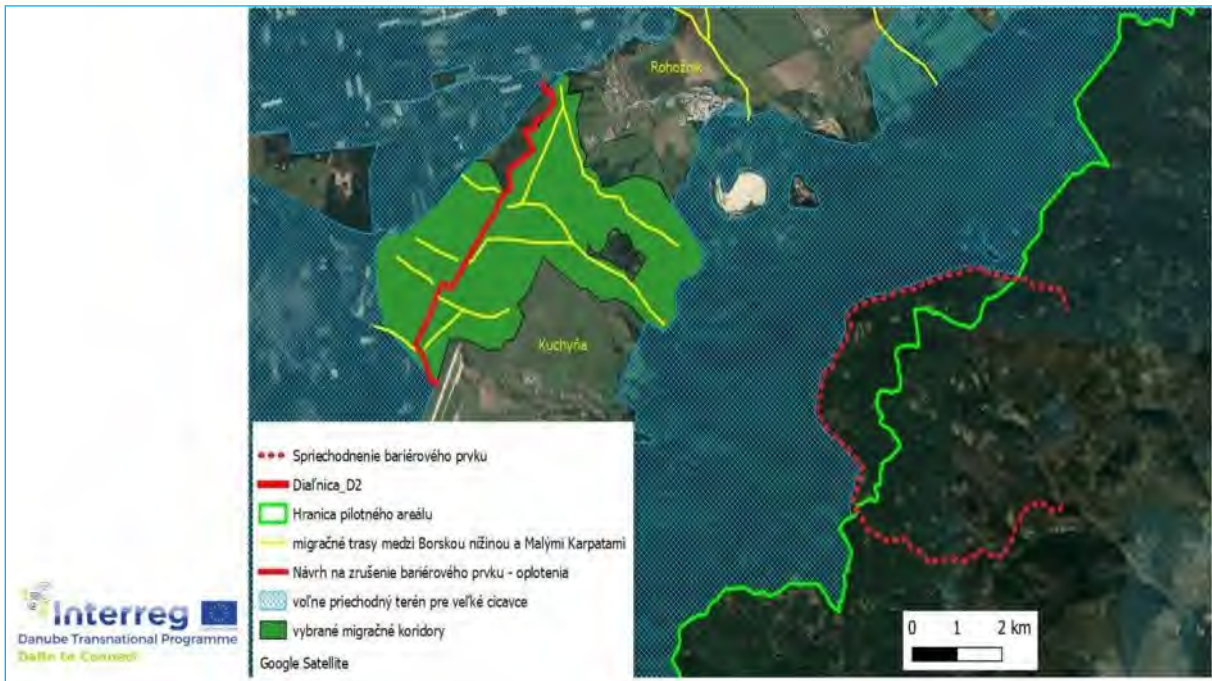 Rohožník
Kuchyňa
Spriechodnenie bariérového prvku
Diaľnica_D2
Hranica pilotného areálu
migračné trasy medzi Borskou nížinou a Malými Karpatami
Návrh na zrušenie bariérového prvku - oplotenia
voľne priechodný terén pre veľké cicavce
vybrané migračné koridory
Google Satellite
Interreg
Danube Transnational Programme
DaRe to Connect
0 1 2 km